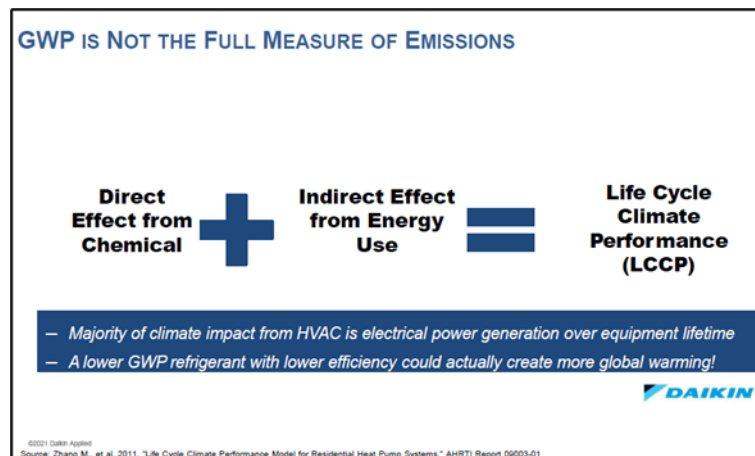 GWP IS NOT THE FULL MEASURE OF EMISSIONS
Direct
Effect from
Chemical
Indirect Effect
from Energy
Use
Life Cycle
Climate
Performance
(LCCP)
– Majority of climate impact from HVAC is electrical power generation over equipment lifetime
– A lower GWP refrigerant with lower efficiency could actually create more global warming!
DAIKIN
©2021 Daikin Applied
Source: Zhang M., et al. 2011. "Life Cycle Climate Performance Model for Residential Heat Pump Systems." AHRTI Report 09003-01